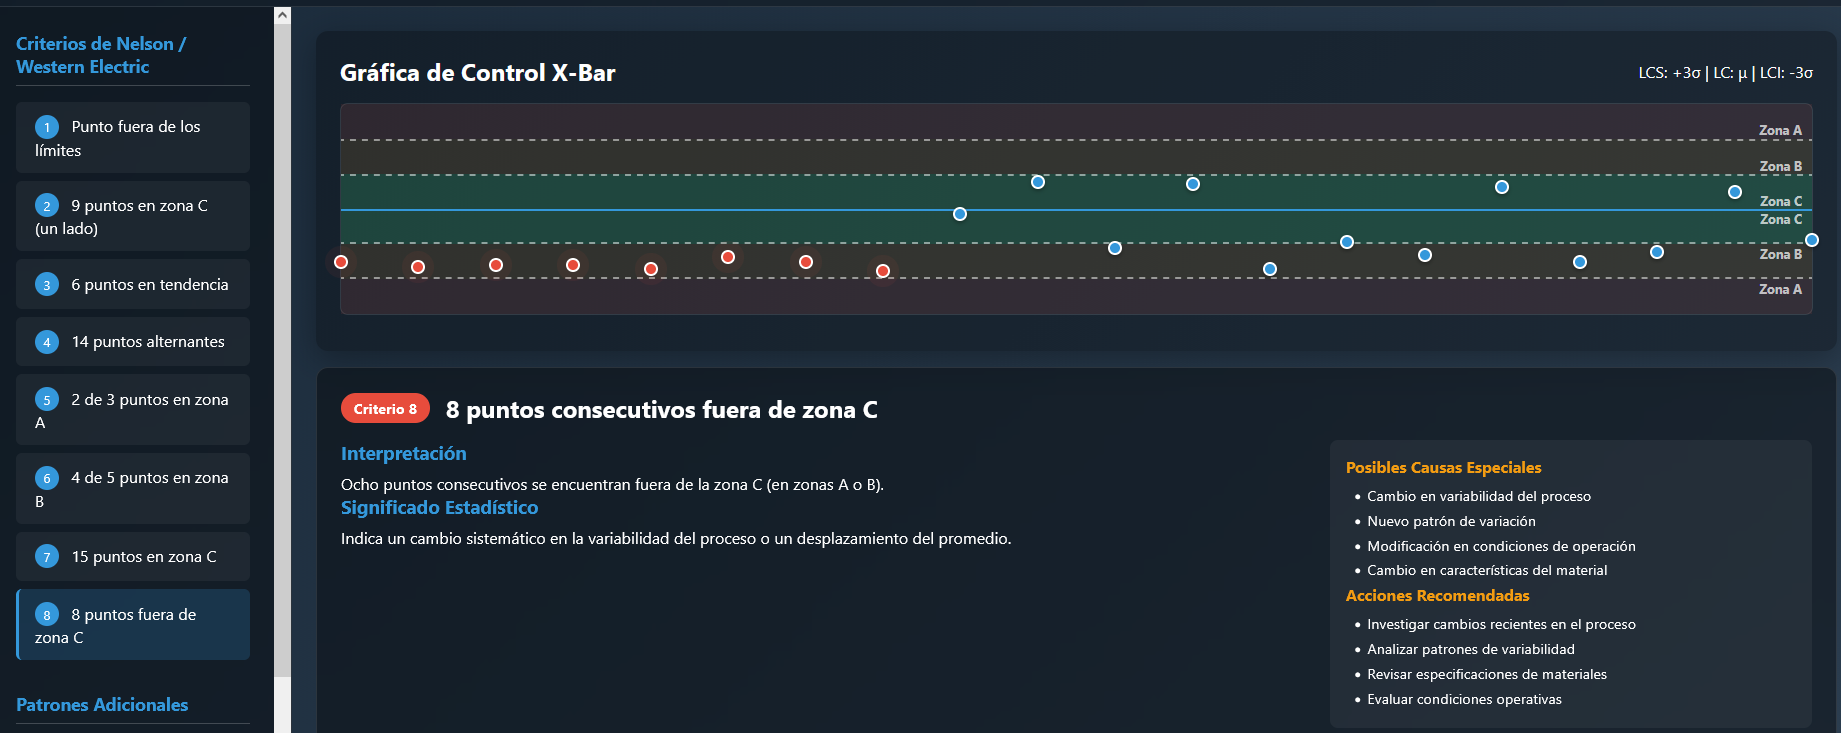 Criterios de Nelson /
Western Electric
1 Punto fuera de los
límites
2 9 puntos en zona C
(un lado)
3 6 puntos en tendencia
4 14 puntos alternantes
5 2 de 3 puntos en zona
A
6 4 de 5 puntos en zona
B
7 15 puntos en zona C
8 8 puntos fuera de
zona C
Patrones Adicionales
Gráfica de Control X-Bar
LCS: +3σ | LC: μ | LCI: -3σ
Zona A
Zona B
Zona C
Zona C
Zona B
Zona A
Criterio 8 8 puntos consecutivos fuera de zona C
Interpretación
Ocho puntos consecutivos se encuentran fuera de la zona C (en zonas A o B).
Significado Estadístico
Indica un cambio sistemático en la variabilidad del proceso o un desplazamiento del promedio.
Posibles Causas Especiales
• Cambio en variabilidad del proceso
• Nuevo patrón de variación
• Modificación en condiciones de operación
• Cambio en características del material
Acciones Recomendadas
• Investigar cambios recientes en el proceso
• Analizar patrones de variabilidad
• Revisar especificaciones de materiales
• Evaluar condiciones operativas